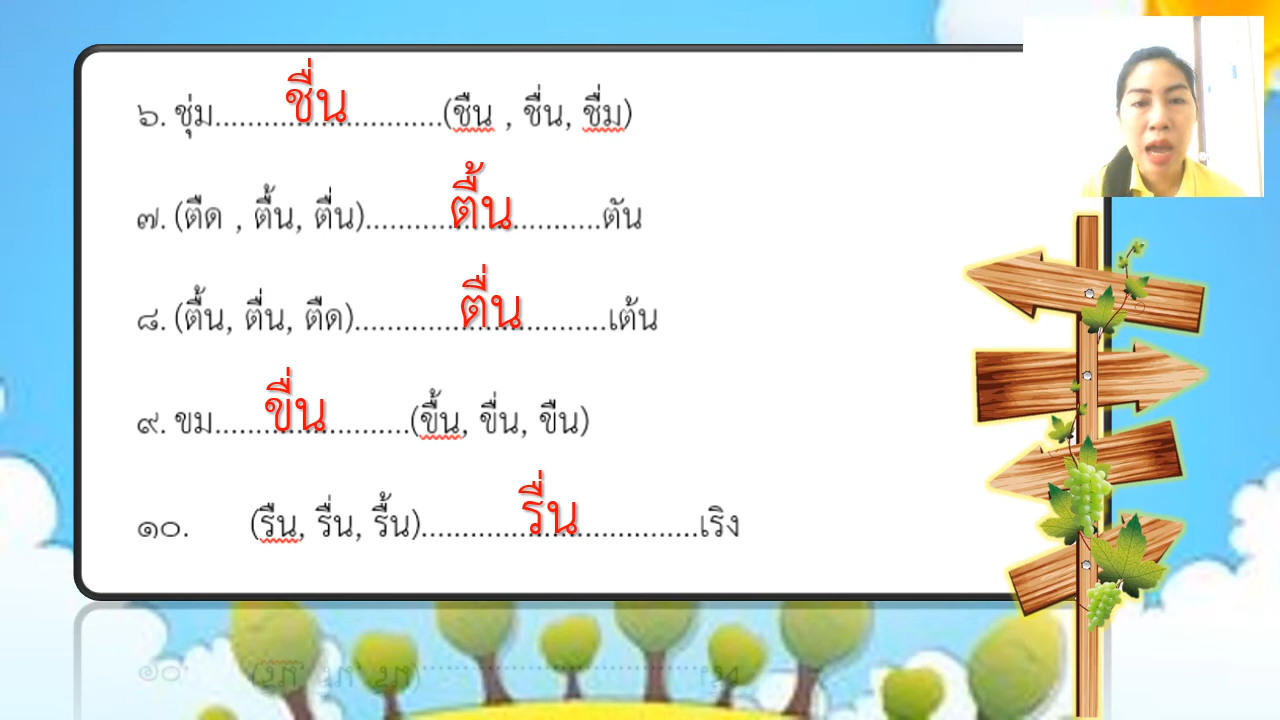 ๖. ชุ่ม............ชื่น...............(ชืน , ชื่น, ชื่ม)
๗. (ตืด , ตื้น, ตื่น)...........ตื้น............ตัน
๘. (ตื้น, ตื่น, ตืด)..............ตื่น..............เต้น
๙. ขม......ขื่น..........(ขื้น, ขื่น, ขืน)
๑๐. (รืน, รื่น, รื้น).............รื่น...............เริง